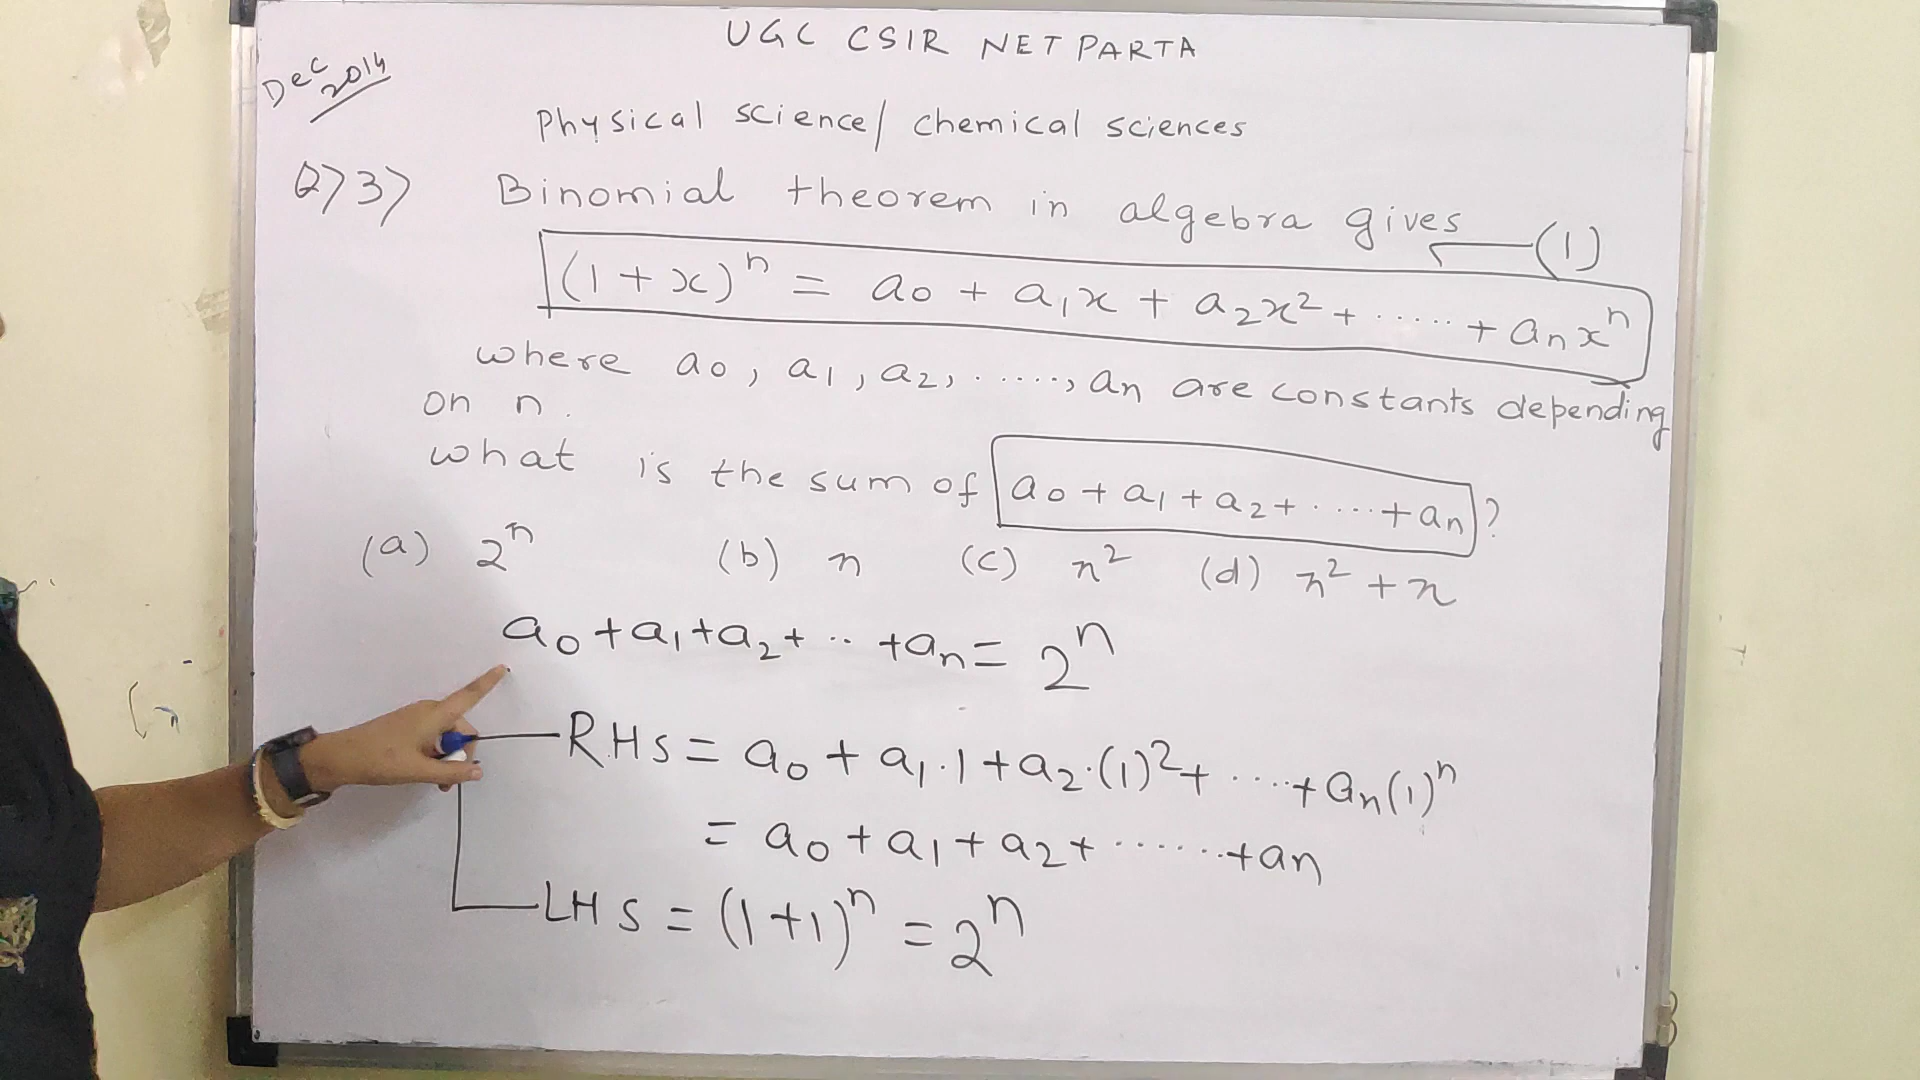 UGC CSIR NET PARTA
Dec 2014
Physical science/ chemical sciences
Q>3> Binomial theorem in algebra gives
(1+x)^n = a0 + a1x + a2x^2 + ..... + anx^n (1)
where a0, a1, a2, ....., an are constants depending
on n.
what is the sum of a0 + a1 + a2 + ..... + an ?
(a) 2^n (b) n (c) n^2 (d) n^2 + n
a0 + a1 + a2 + .. + an = 2^n
RHS = a0 + a1.1 + a2.(1)^2 + ..... + an(1)^n
= a0 + a1 + a2 + ...... + an
LHS = (1+1)^n = 2^n